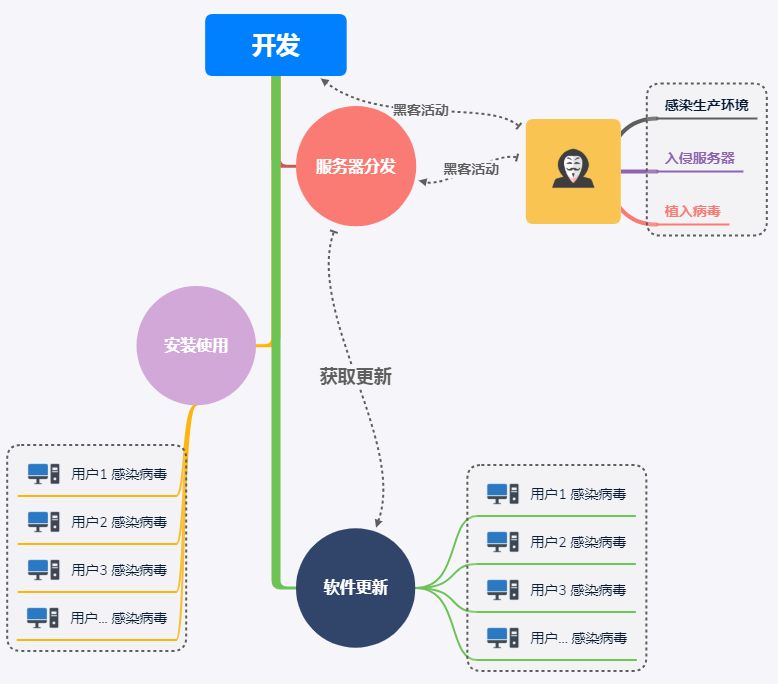 开发
黑客活动
感染生产环境
服务器分发
黑客活动
入侵服务器
植入病毒
安装使用
获取更新
用户1 感染病毒
用户2 感染病毒
用户3 感染病毒
用户... 感染病毒
软件更新
用户1 感染病毒
用户2 感染病毒
用户3 感染病毒
用户... 感染病毒